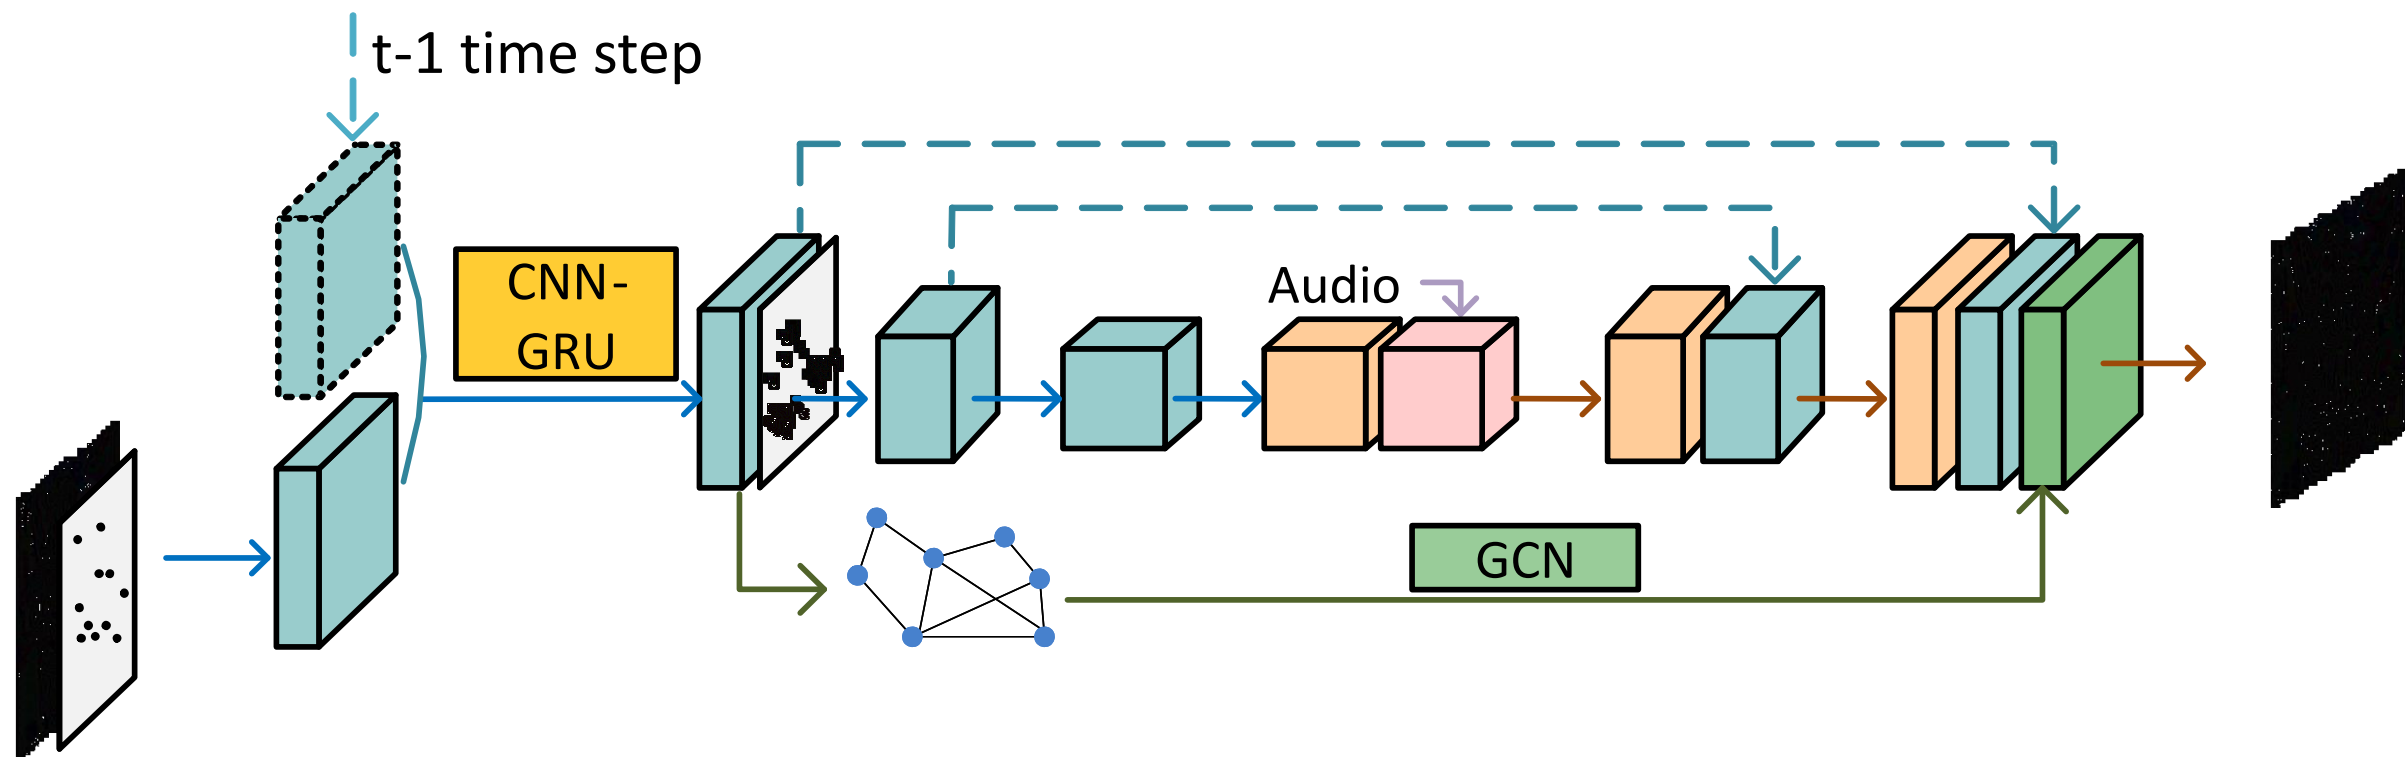 t-1 time step
CNN-
GRU
Audio
GCN